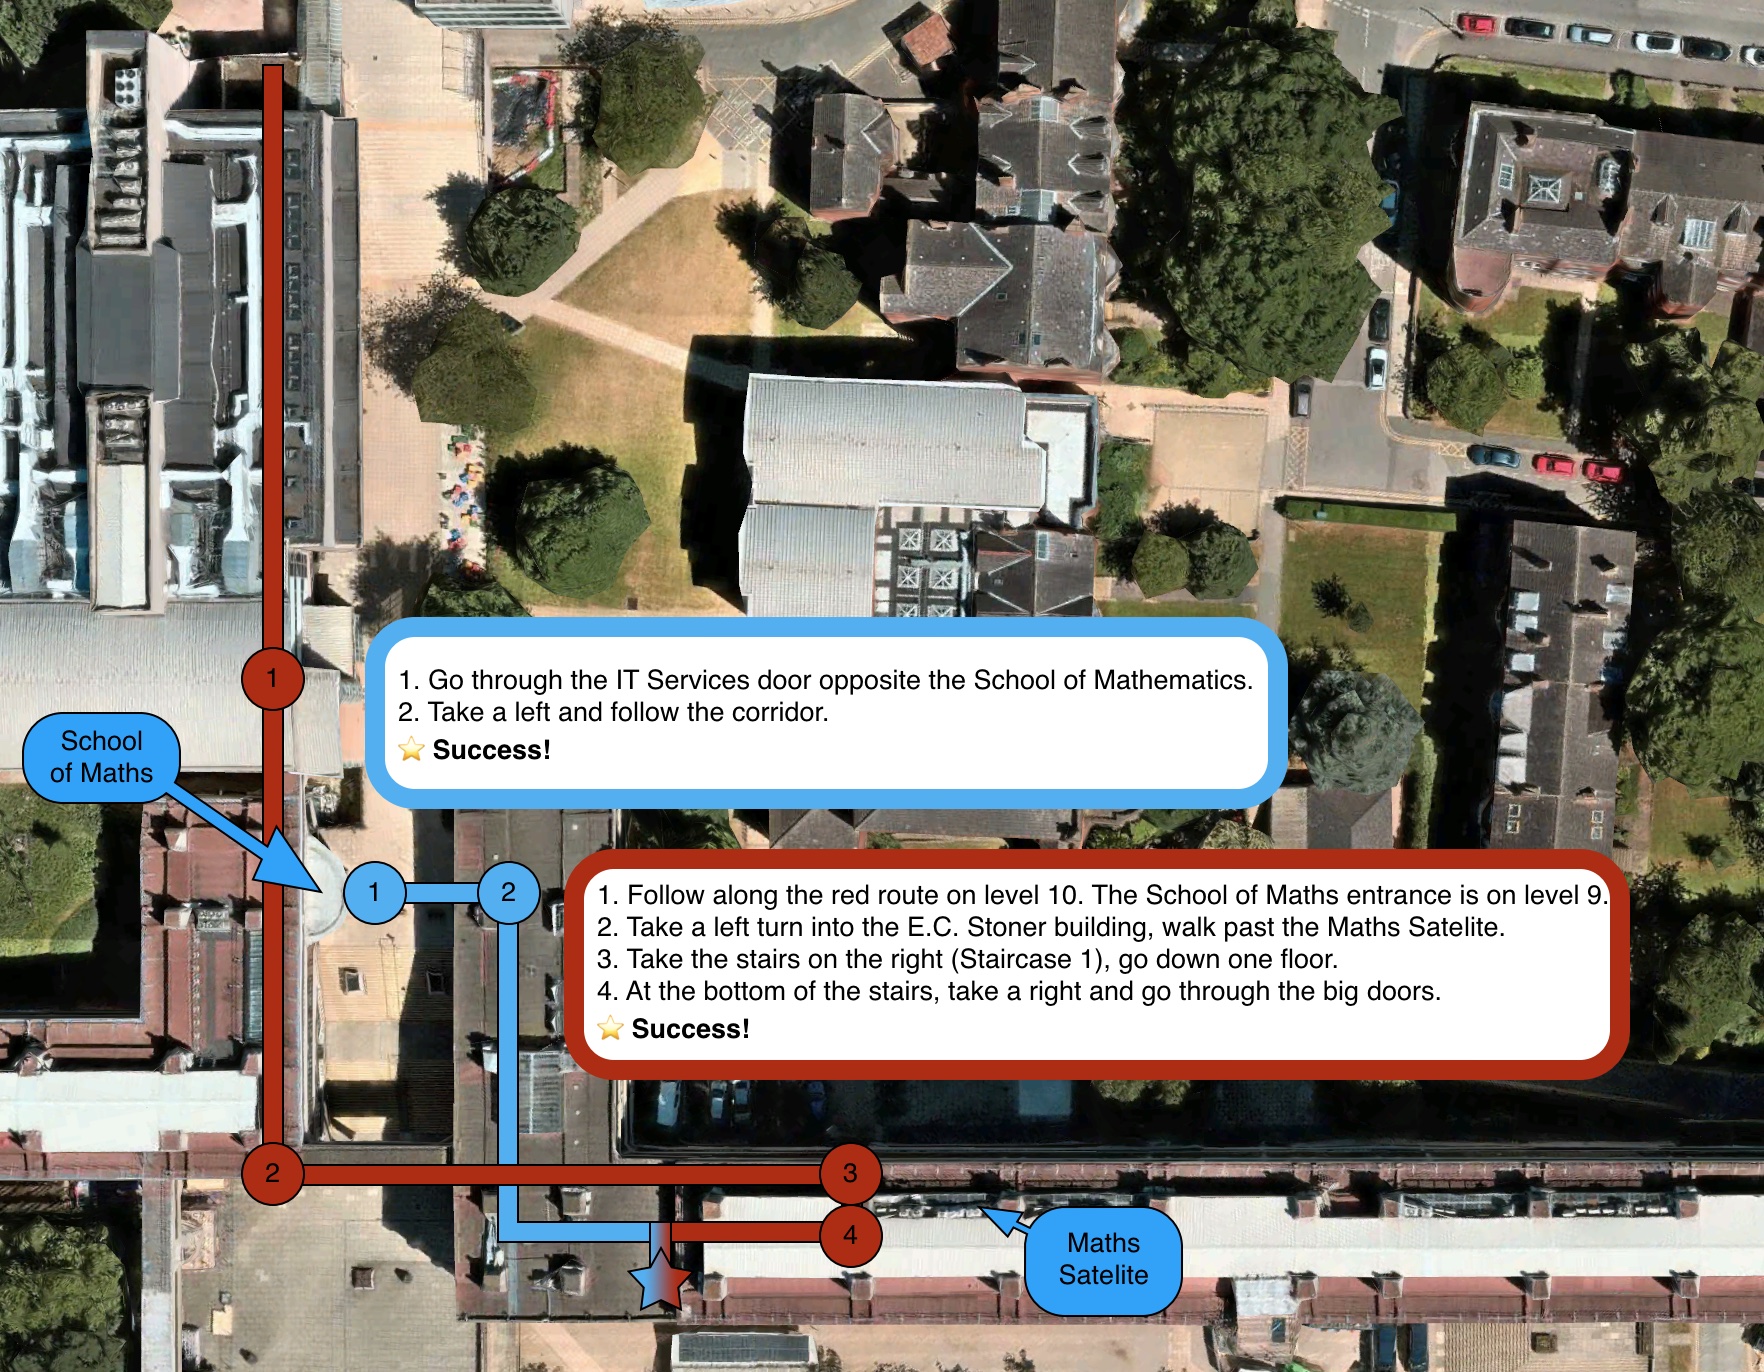 1
School
of Maths
1. Go through the IT Services door opposite the School of Mathematics.
2. Take a left and follow the corridor.
⭐ Success!
1
2
1. Follow along the red route on level 10. The School of Maths entrance is on level 9.
2. Take a left turn into the E.C. Stoner building, walk past the Maths Satelite.
3. Take the stairs on the right (Staircase 1), go down one floor.
4. At the bottom of the stairs, take a right and go through the big doors.
⭐ Success!
2
3
4
Maths
Satelite